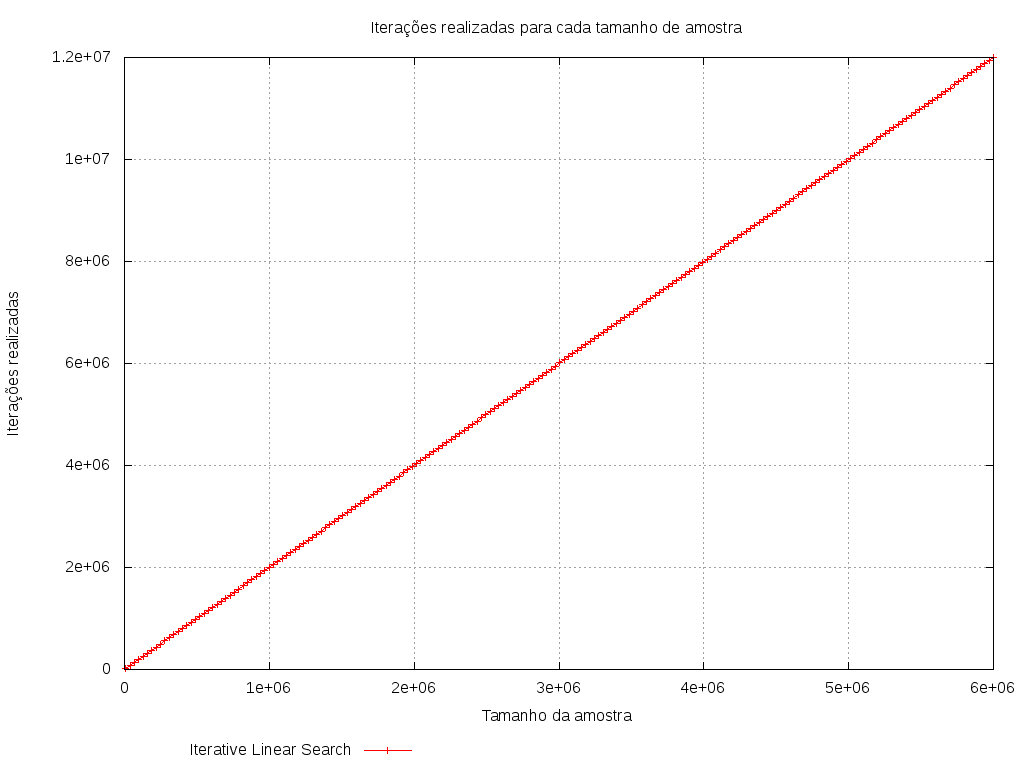 Iterações realizadas para cada tamanho de amostra
1.2e+07
1e+07
8e+06
6e+06
4e+06
2e+06
0
Iterações realizadas
0 1e+06 2e+06 3e+06 4e+06 5e+06 6e+06
Tamanho da amostra
Iterative Linear Search